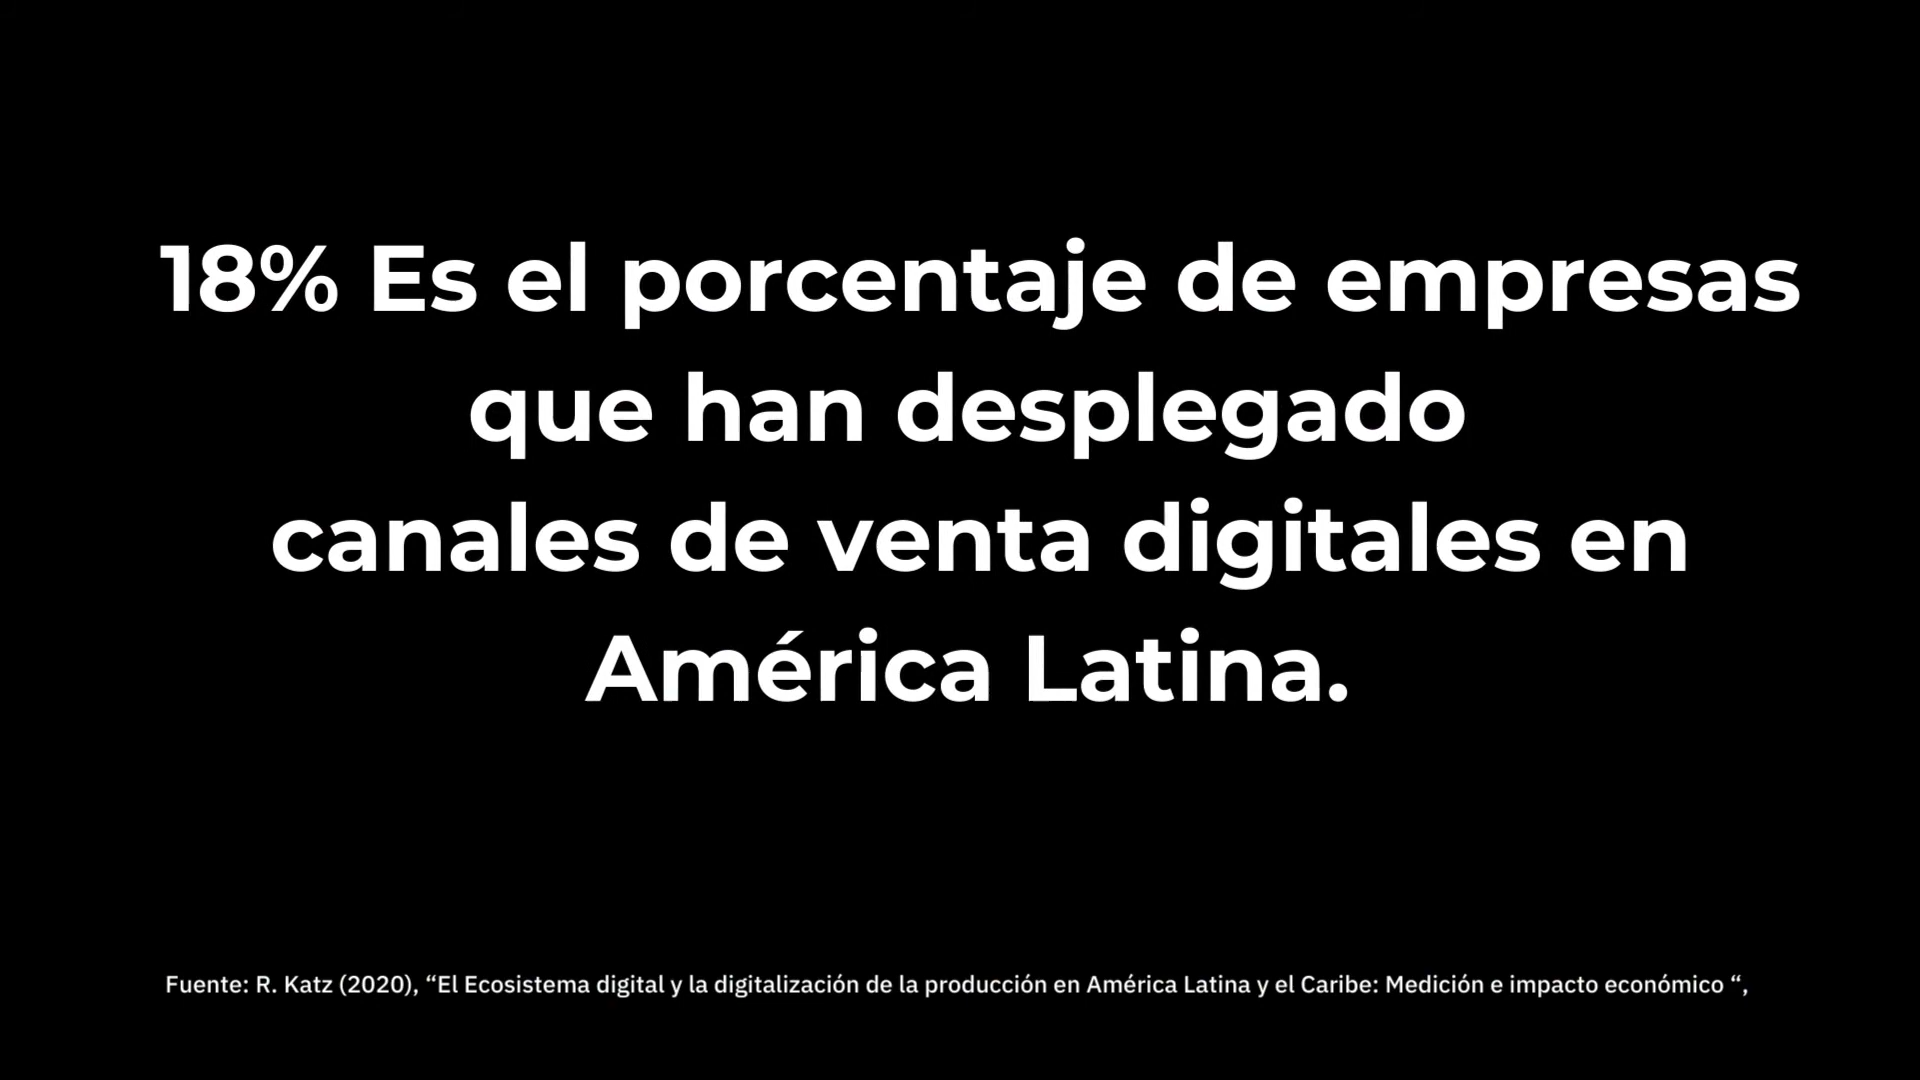 18% Es el porcentaje de empresas
que han desplegado
canales de venta digitales en
América Latina.
Fuente: R. Katz (2020), “El Ecosistema digital y la digitalización de la producción en América Latina y el Caribe: Medición e impacto económico “,